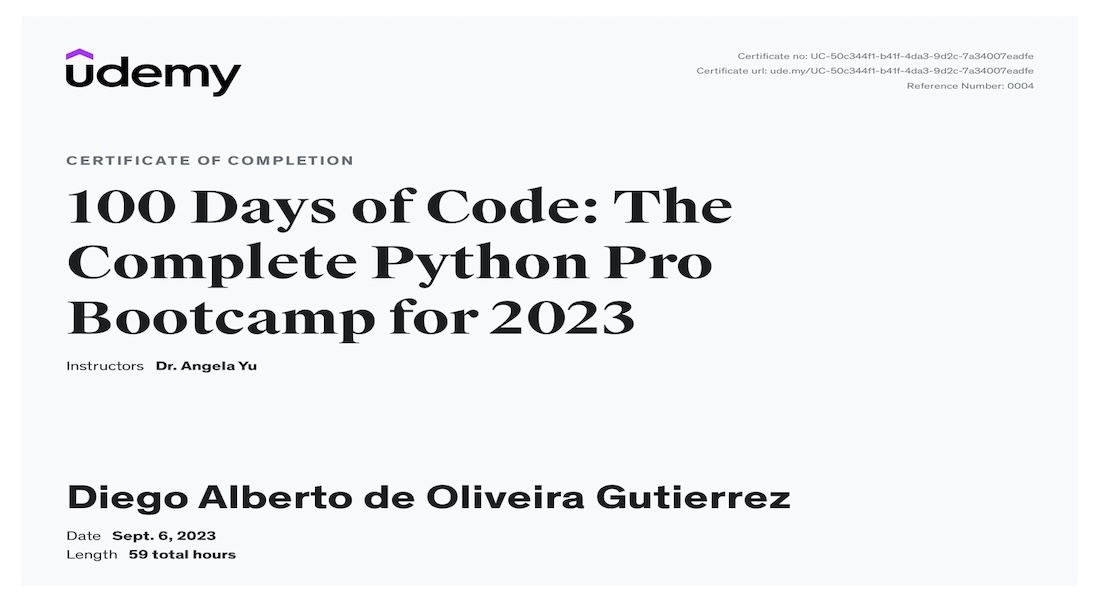 udemy
Certificate no: UC-50c344f1-b41f-4da3-9d2c-7a34007eadfe
Certificate url: ude.my/UC-50c344f1-b41f-4da3-9d2c-7a34007eadfe
Reference Number: 0004
CERTIFICATE OF COMPLETION
100 Days of Code: The
Complete Python Pro
Bootcamp for 2023
Instructors Dr. Angela Yu
Diego Alberto de Oliveira Gutierrez
Date Sept. 6, 2023
Length 59 total hours